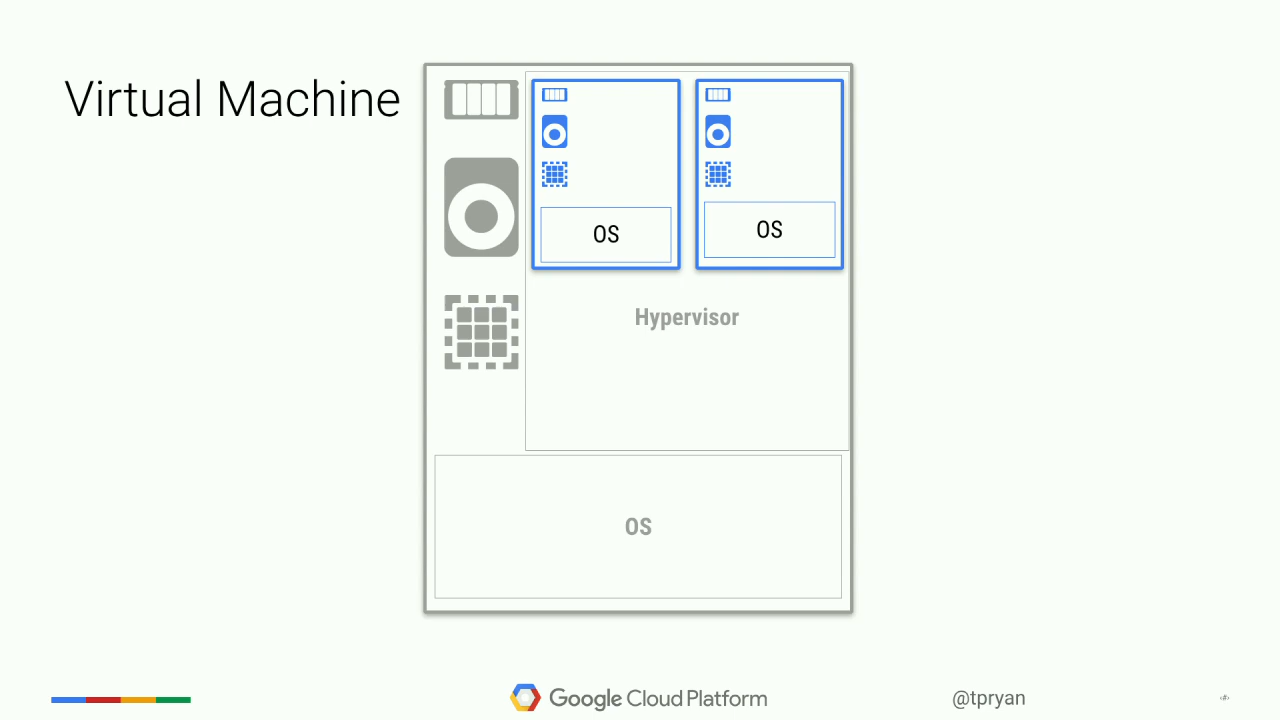 Virtual Machine
OS
OS
Hypervisor
OS
Google Cloud Platform
@tpryan